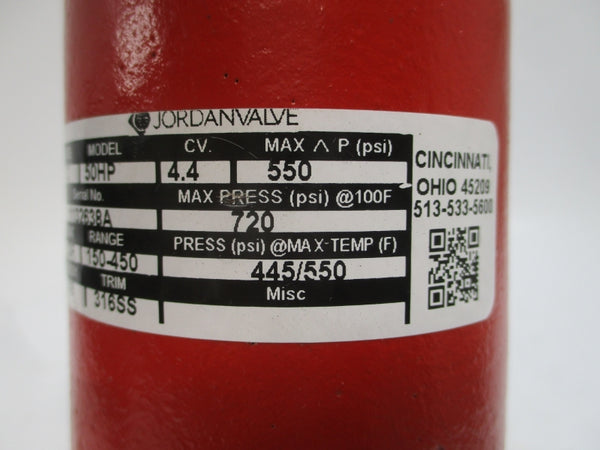 JORDANVALVE
MODEL CV. MAX Λ P (psi)
50HP 4.4 550
Serial No. MAX PRESS (psi) @100F
720
RANGE PRESS (psi) @MAX TEMP (F)
150-450 445/550
TRIM Misc
316SS
CINCINNATI,
OHIO 45209
513-533-5600